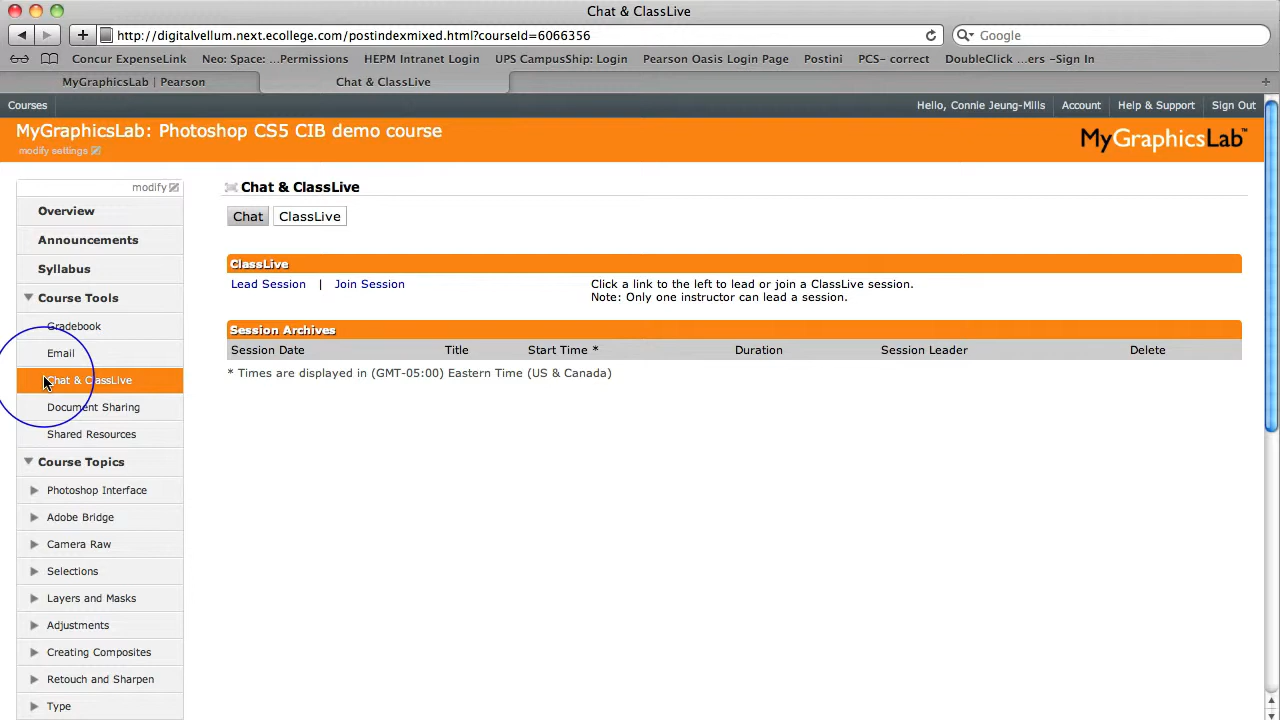 Chat & ClassLive
http://digitalvellum.next.ecollege.com/postindexmixed.html?courseId=6066356
Google
Concur ExpenseLink Neo: Space: ...Permissions HEPM Intranet Login UPS CampusShip: Login Pearson Oasis Login Page Postini PCS- correct DoubleClick ...ers -Sign In
MyGraphicsLab | Pearson Chat & ClassLive
Courses Hello, Connie Jeung-Mills Account Help & Support Sign Out
MyGraphicsLab: Photoshop CS5 CIB demo course
modify settings
MyGraphicsLab™
modify
Overview
Announcements
Syllabus
Course Tools
Gradebook
Email
Chat & ClassLive
Document Sharing
Shared Resources
Course Topics
Photoshop Interface
Adobe Bridge
Camera Raw
Selections
Layers and Masks
Adjustments
Creating Composites
Retouch and Sharpen
Type
Chat & ClassLive
Chat ClassLive
ClassLive
Lead Session | Join Session
Click a link to the left to lead or join a ClassLive session.
Note: Only one instructor can lead a session.
Session Archives
Session Date Title Start Time * Duration Session Leader Delete
* Times are displayed in (GMT-05:00) Eastern Time (US & Canada)